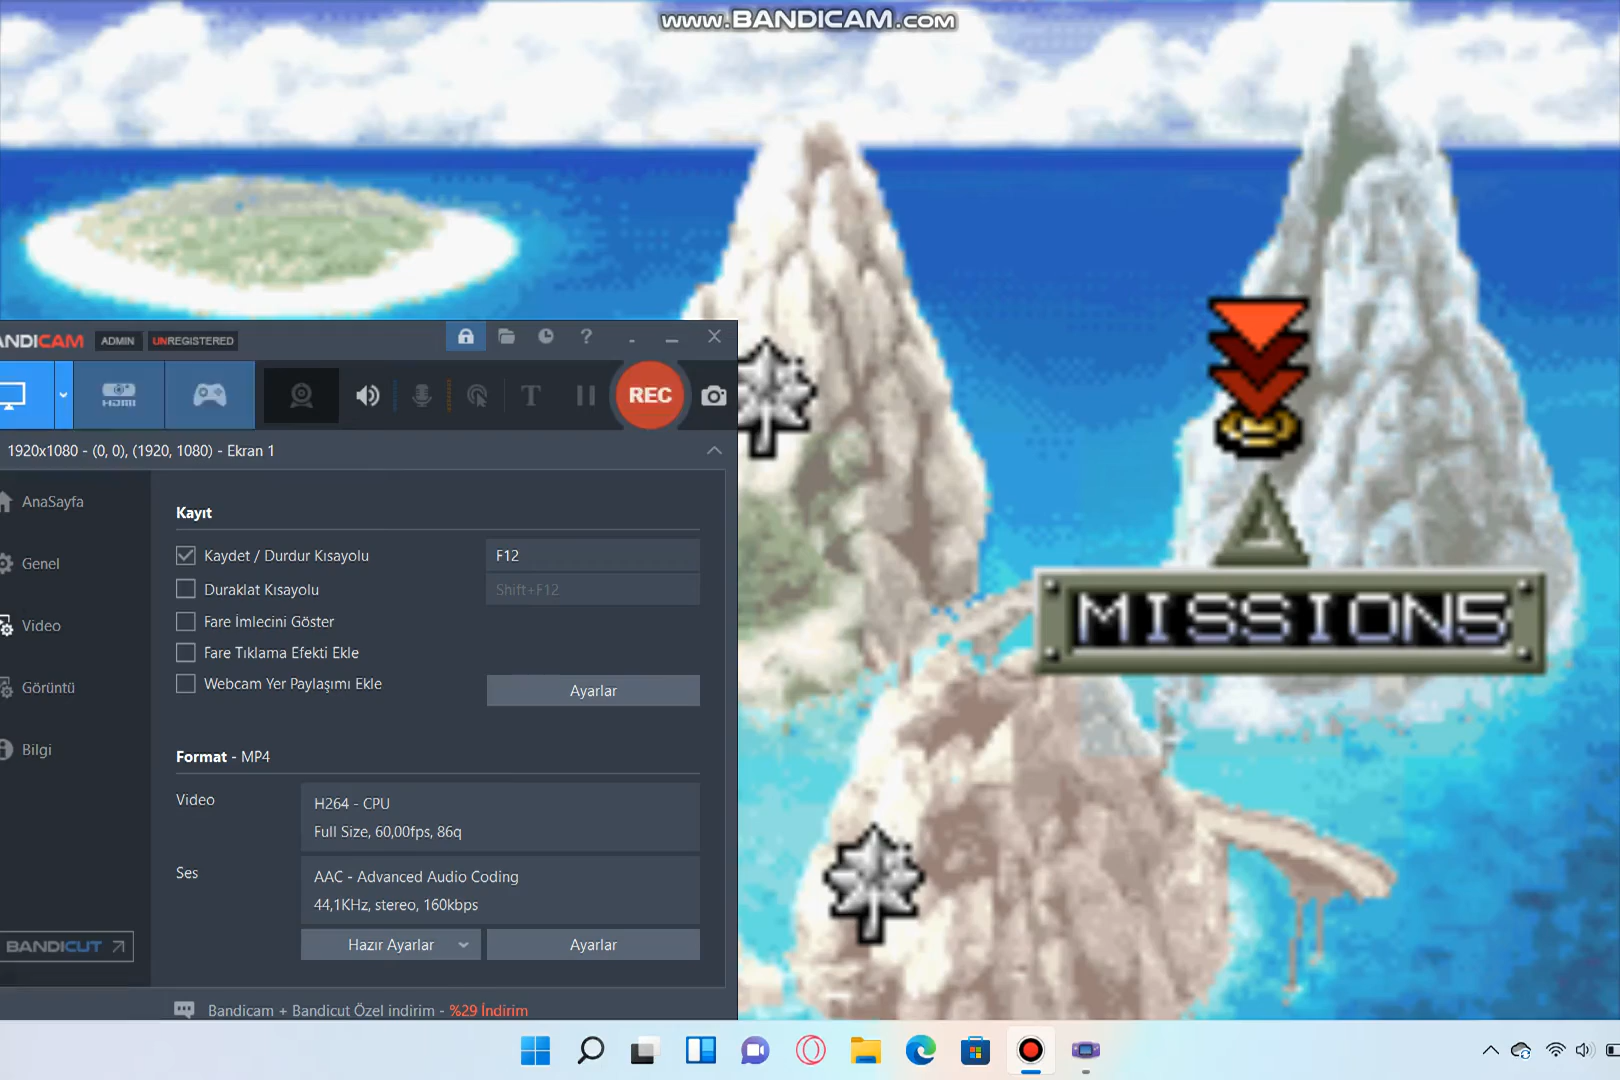 www.BANDICAM.com
ANDICAM ADMIN UNREGISTERED ?
HDMI T REC
1920x1080 - (0, 0), (1920, 1080) - Ekran 1
AnaSayfa
Genel
Video
Görüntü
Bilgi
BANDICUT
Kayıt
Kaydet / Durdur Kısayolu F12
Duraklat Kısayolu Shift+F12
Fare İmlecini Göster
Fare Tıklama Efekti Ekle
Webcam Yer Paylaşımı Ekle
Ayarlar
Format - MP4
Video H264 - CPU
Full Size, 60,00fps, 86q
Ses AAC - Advanced Audio Coding
44,1KHz, stereo, 160kbps
Hazır Ayarlar Ayarlar
Bandicam + Bandicut Özel indirim - %29 İndirim
MISSIONS